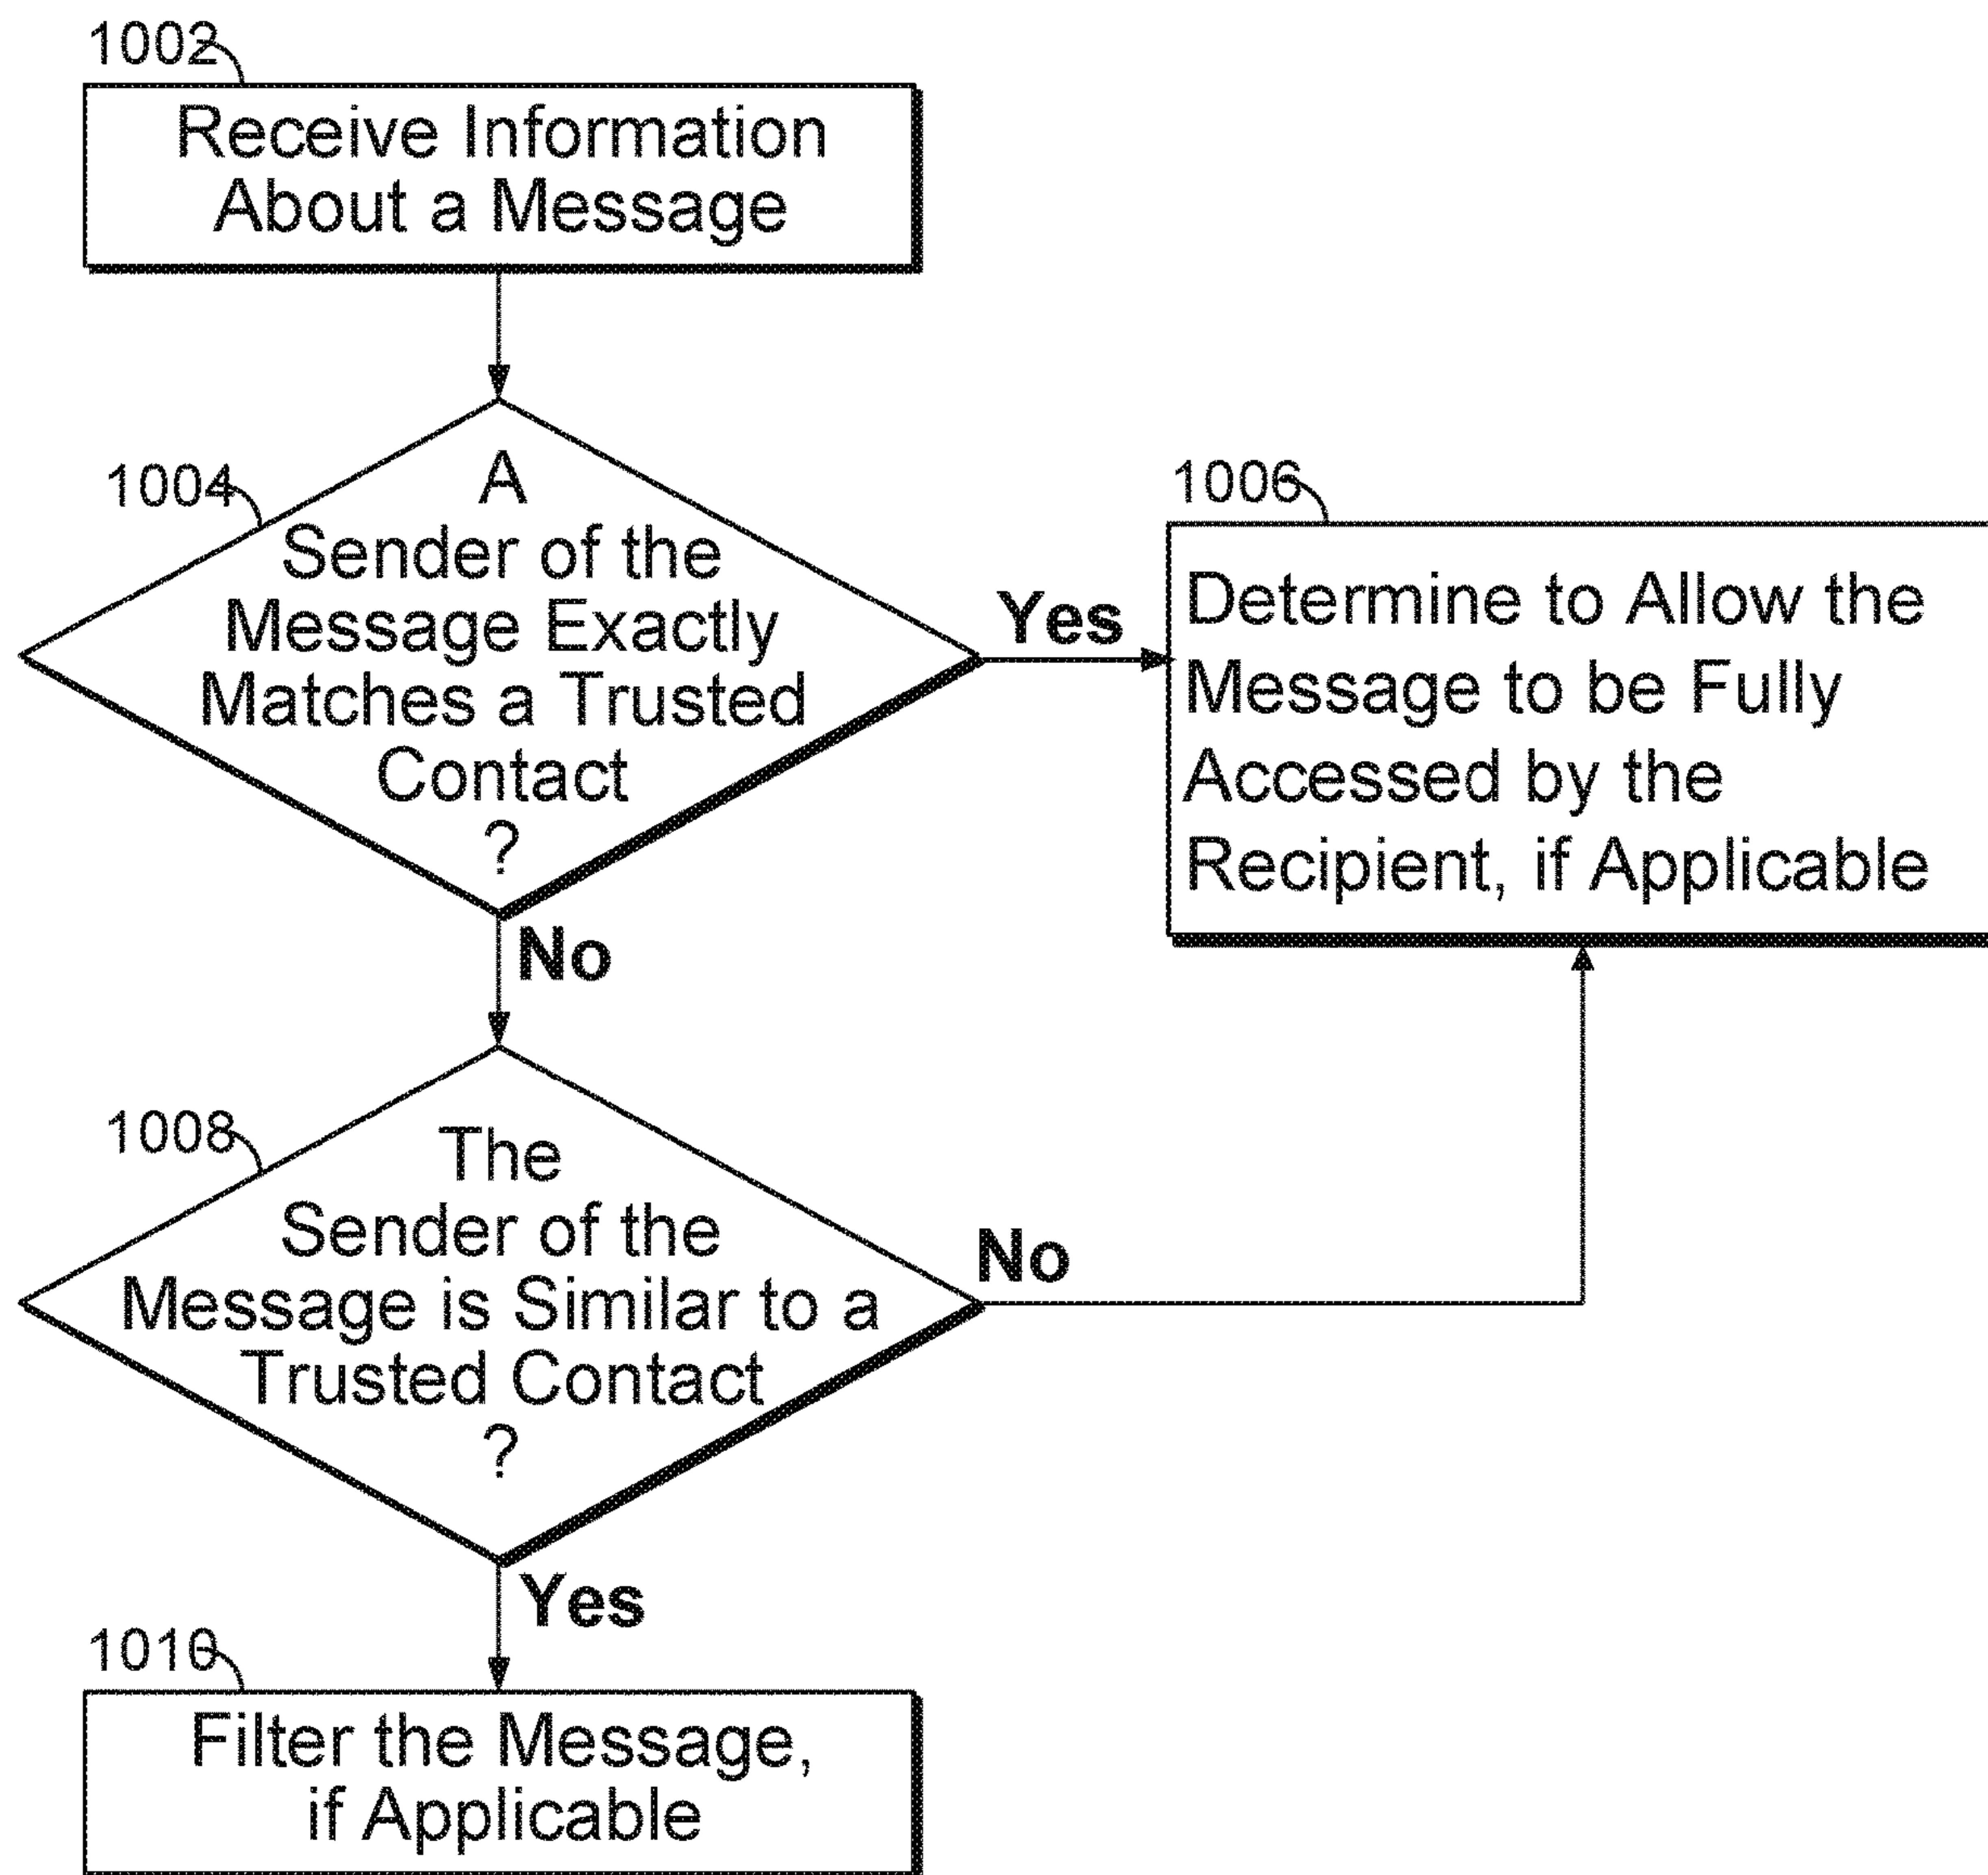 1002
Receive Information
About a Message
1004
A
Sender of the
Message Exactly
Matches a Trusted
Contact
?
Yes
1006
Determine to Allow the
Message to be Fully
Accessed by the
Recipient, if Applicable
No
1008
The
Sender of the
Message is Similar to a
Trusted Contact
?
No
Yes
1010
Filter the Message,
if Applicable